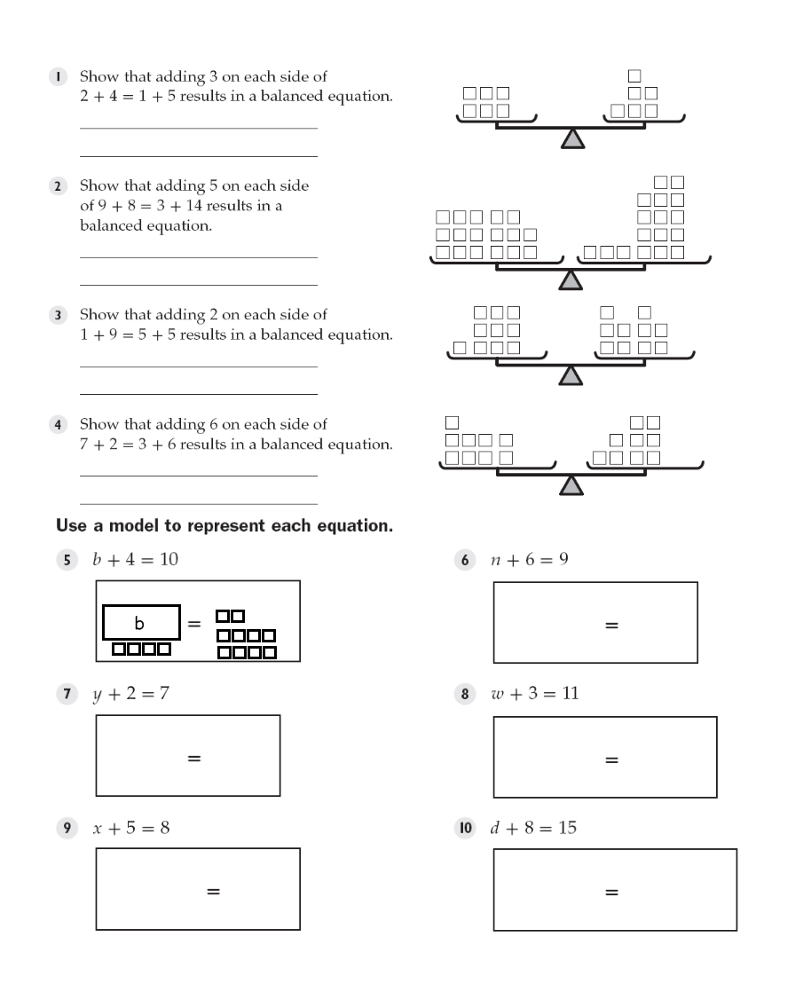 1 Show that adding 3 on each side of
2 + 4 = 1 + 5 results in a balanced equation.
2 Show that adding 5 on each side
of 9 + 8 = 3 + 14 results in a
balanced equation.
3 Show that adding 2 on each side of
1 + 9 = 5 + 5 results in a balanced equation.
4 Show that adding 6 on each side of
7 + 2 = 3 + 6 results in a balanced equation.
Use a model to represent each equation.
5 b + 4 = 10
b =
6 n + 6 = 9
=
7 y + 2 = 7
=
8 w + 3 = 11
=
9 x + 5 = 8
=
10 d + 8 = 15
=